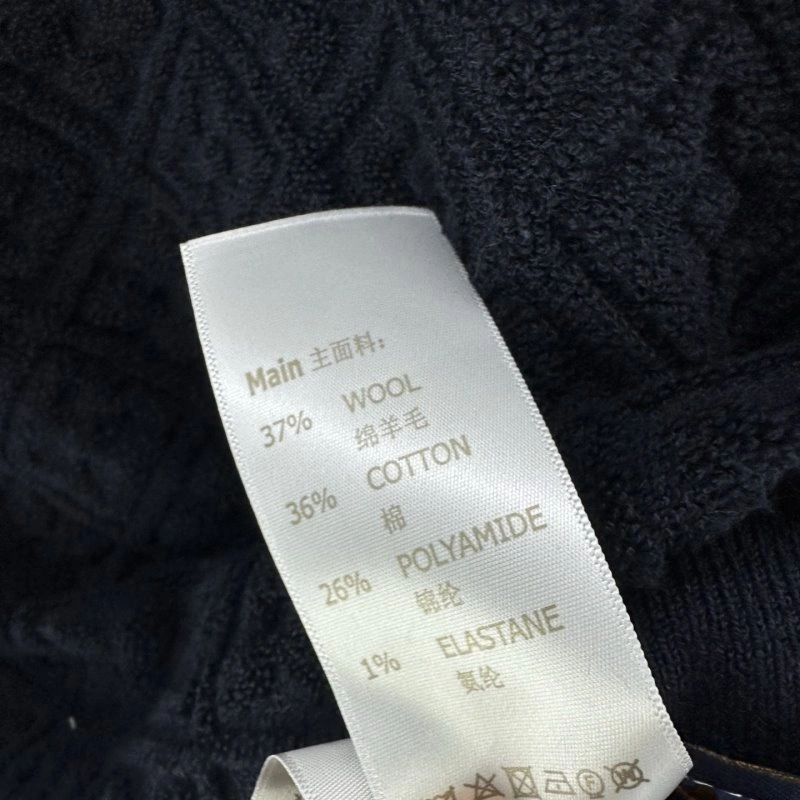 Main 主面料:
37% WOOL
绵羊毛
36% COTTON
棉
26% POLYAMIDE
锦纶
1% ELASTANE
氨纶